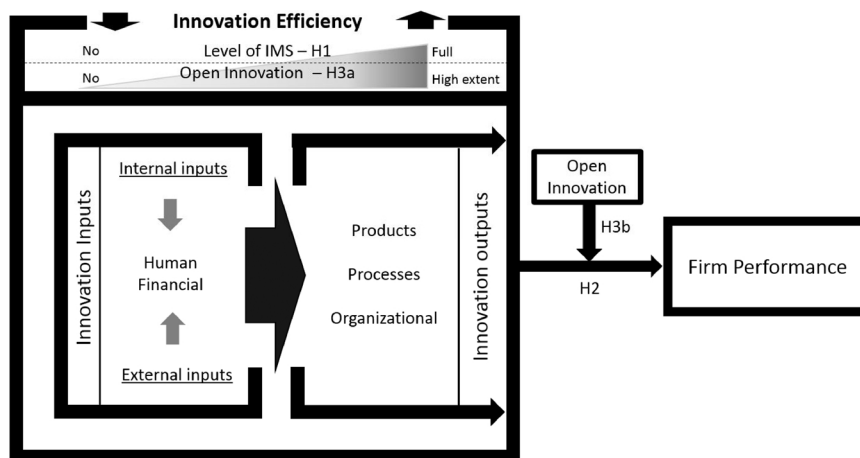 Innovation Efficiency
No
Level of IMS – H1
Full
No
Open Innovation – H3a
High extent
Innovation Inputs
Internal inputs
Human
Financial
External inputs
Products
Processes
Organizational
Innovation outputs
Open
Innovation
H3b
H2
Firm Performance